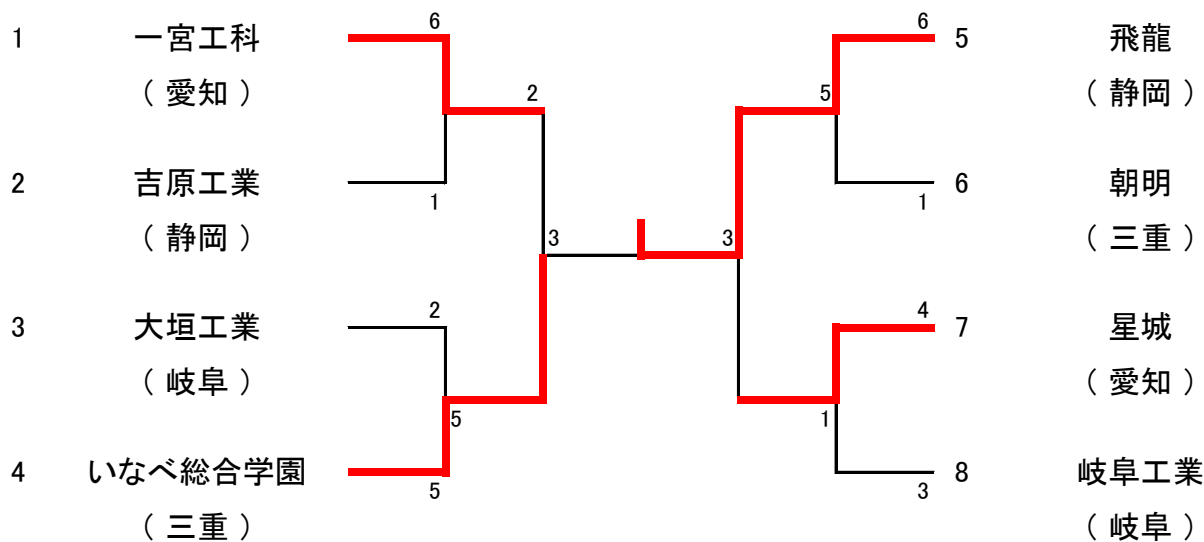 6 6
1 一宮工科 5 飛龍
（ 愛知 ） 2 5 （ 静岡 ）
2 吉原工業 1 6 朝明
1
（ 静岡 ） 3 3 （ 三重 ）
3 大垣工業 2 4 7 星城
（ 岐阜 ） 5 1 （ 愛知 ）
4 いなべ総合学園 5 3 8 岐阜工業
（ 三重 ） （ 岐阜 ）